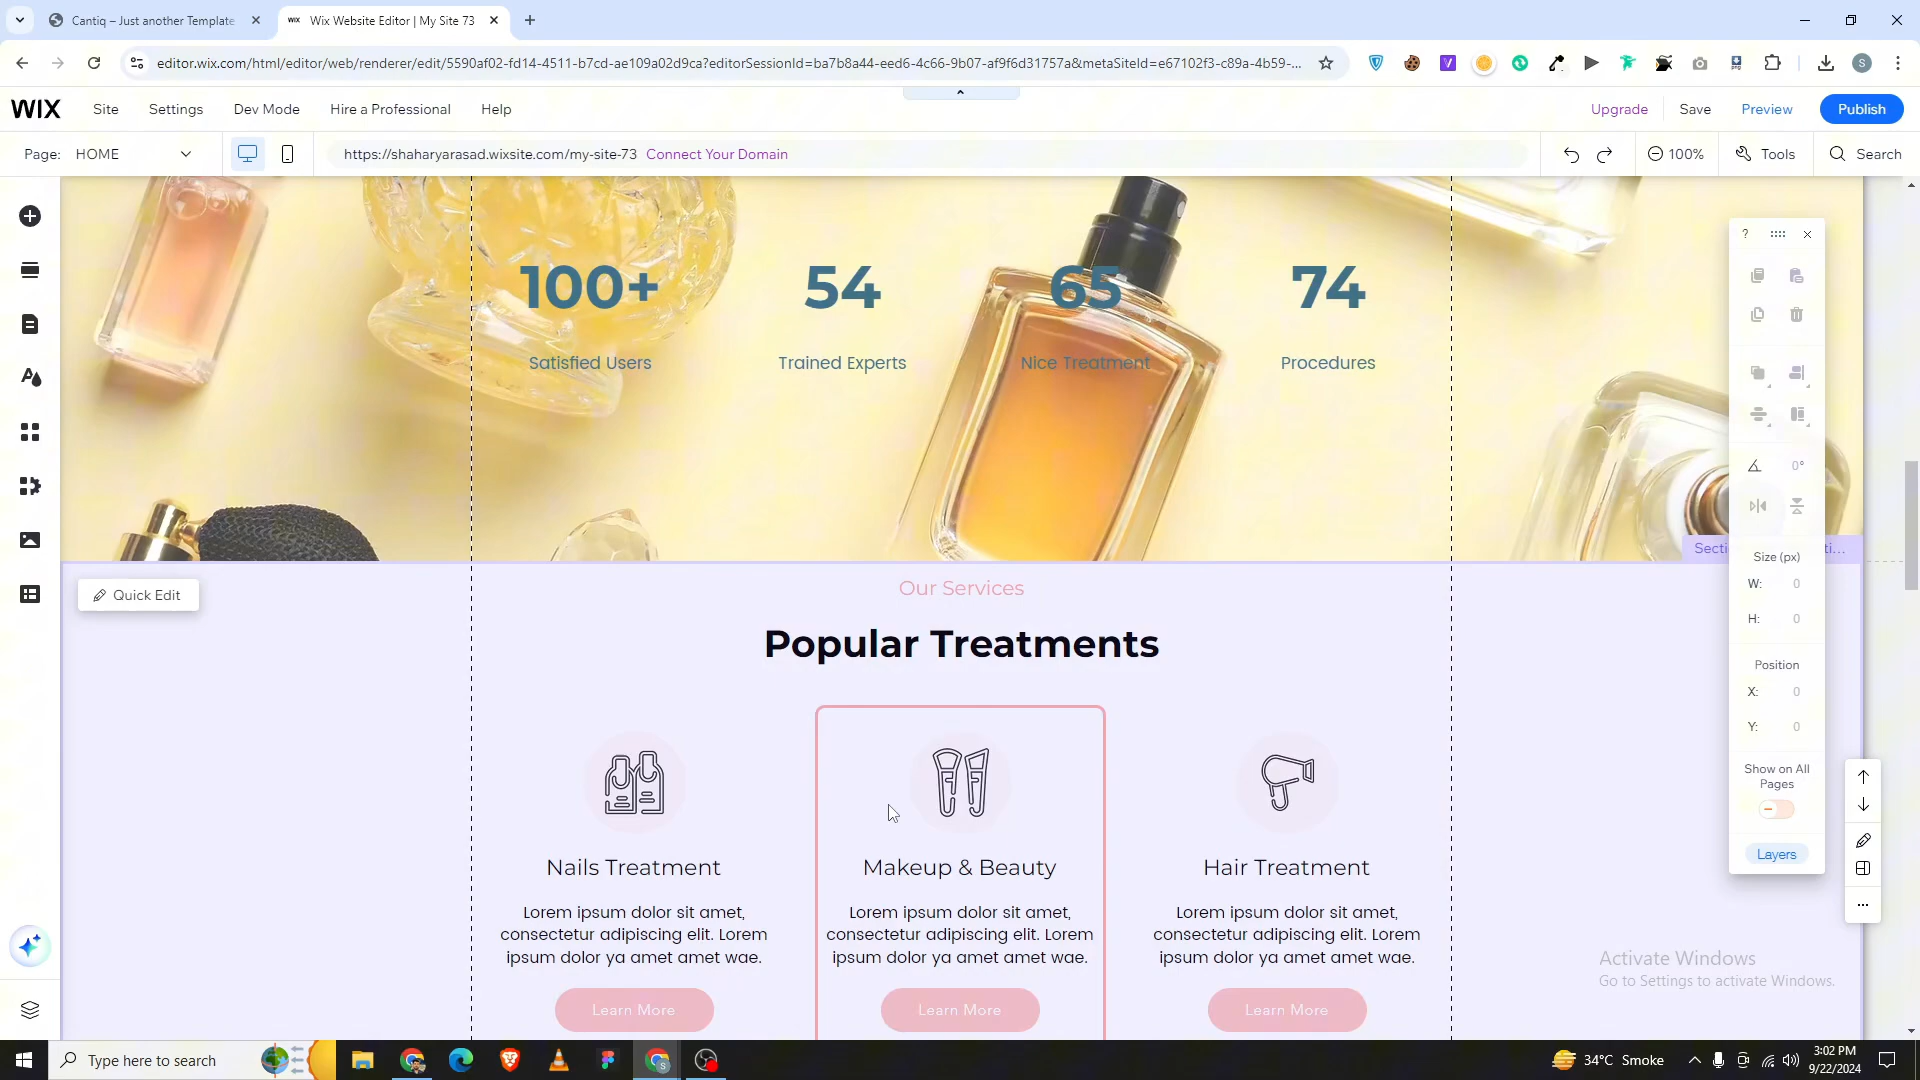 Cantiq – Just another Template
Wix Website Editor | My Site 73
editor.wix.com/html/editor/web/renderer/edit/5590af02-fd14-4511-b7cd-ae109a02d9ca?editorSessionId=ba7b8a44-eed6-4c66-9b07-af9f6d31757a&metaSiteId=e67102f3-c89a-4b59-...
S
WIX
Site
Settings
Dev Mode
Hire a Professional
Help
Upgrade
Save
Preview
Publish
Page: HOME
https://shaharyarasad.wixsite.com/my-site-73 Connect Your Domain
100%
Tools
Search
100+
54
65
74
Satisfied Users
Trained Experts
Nice Treatment
Procedures
?
0°
Size (px)
W: 0
H: 0
Position
X: 0
Y: 0
Show on All
Pages
Layers
Quick Edit
Our Services
Popular Treatments
Nails Treatment
Lorem ipsum dolor sit amet,
consectetur adipiscing elit. Lorem
ipsum dolor ya amet amet wae.
Learn More
Makeup & Beauty
Lorem ipsum dolor sit amet,
consectetur adipiscing elit. Lorem
ipsum dolor ya amet amet wae.
Learn More
Hair Treatment
Lorem ipsum dolor sit amet,
consectetur adipiscing elit. Lorem
ipsum dolor ya amet amet wae.
Learn More
Activate Windows
Go to Settings to activate Windows.
Type here to search
34°C Smoke
3:02 PM
9/22/2024